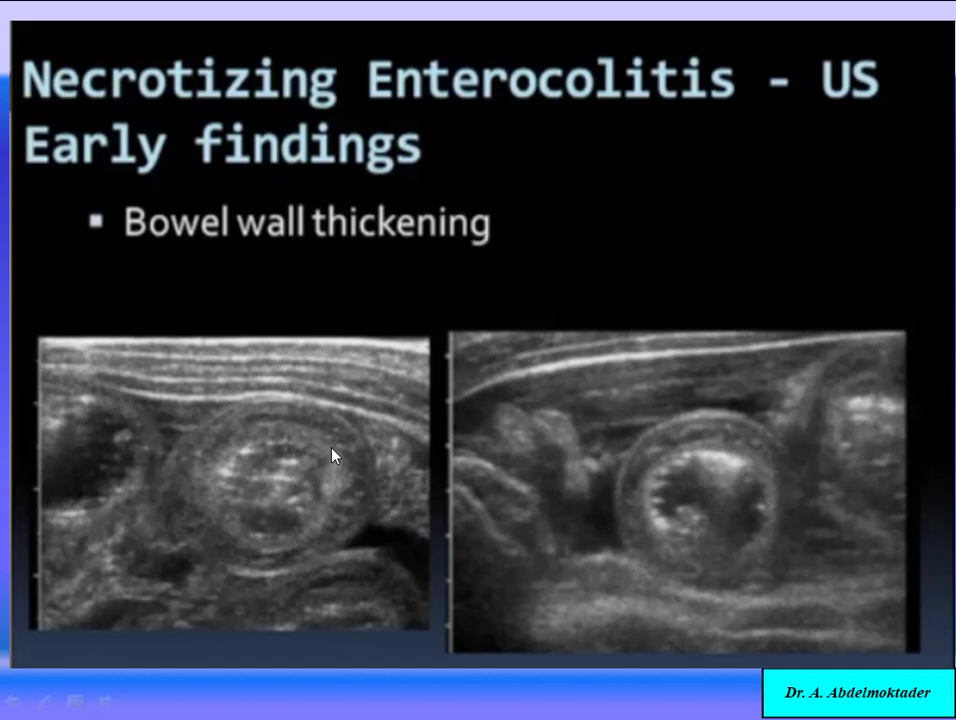 Necrotizing Enterocolitis - US
Early findings
Bowel wall thickening
Dr. A. Abdelmoktader